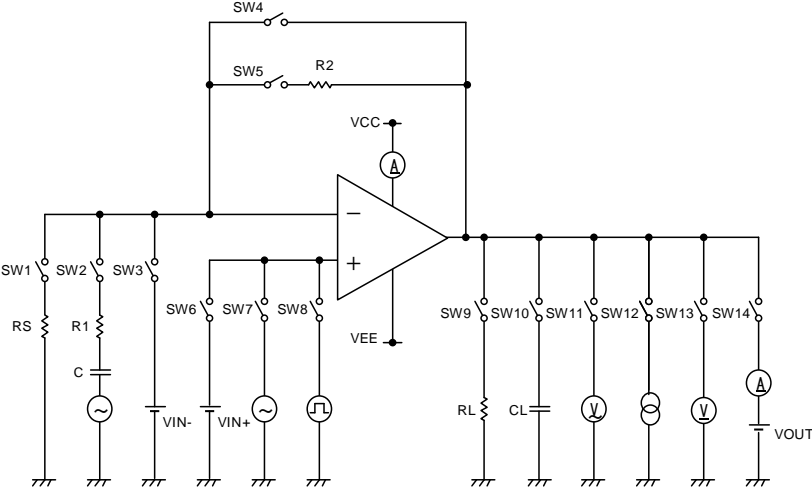 SW4
SW5
R2
VCC
A
−
+
SW1
SW2
SW3
SW6
SW7
SW8
VEE
SW9
SW10
SW11
SW12
SW13
SW14
RS
R1
C
VIN-
VIN+
RL
CL
V
V
A
VOUT